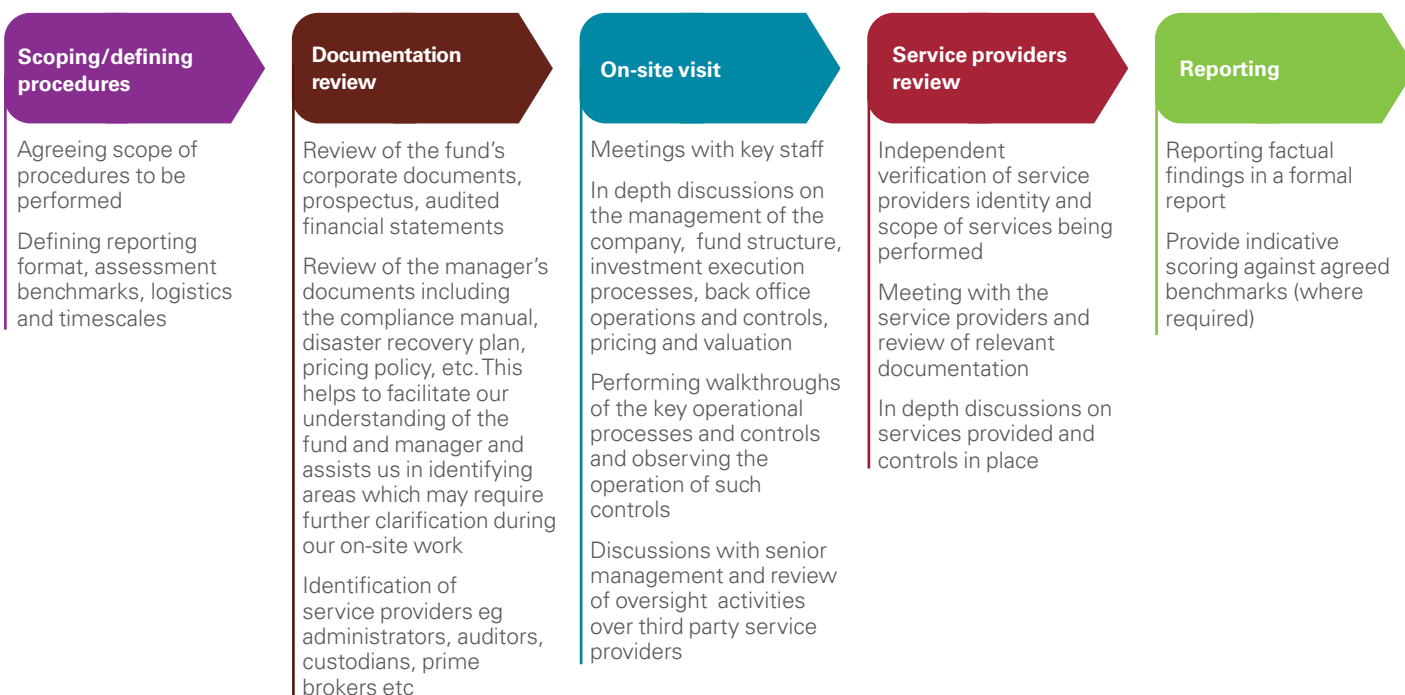 Scoping/defining
procedures
Agreeing scope of
procedures to be
performed
Defining reporting
format, assessment
benchmarks, logistics
and timescales
Documentation
review
Review of the fund's
corporate documents,
prospectus, audited
financial statements
Review of the manager's
documents including
the compliance manual,
disaster recovery plan,
pricing policy, etc. This
helps to facilitate our
understanding of the
fund and manager and
assists us in identifying
areas which may require
further clarification during
our on-site work
Identification of
service providers eg
administrators, auditors,
custodians, prime
brokers etc
On-site visit
Meetings with key staff
In depth discussions on
the management of the
company, fund structure,
investment execution
processes, back office
operations and controls,
pricing and valuation
Performing walkthroughs
of the key operational
processes and controls
and observing the
operation of such
controls
Discussions with senior
management and review
of oversight activities
over third party service
providers
Service providers
review
Independent
verification of service
providers identity and
scope of services being
performed
Meeting with the
service providers and
review of relevant
documentation
In depth discussions on
services provided and
controls in place
Reporting
Reporting factual
findings in a formal
report
Provide indicative
scoring against agreed
benchmarks (where
required)